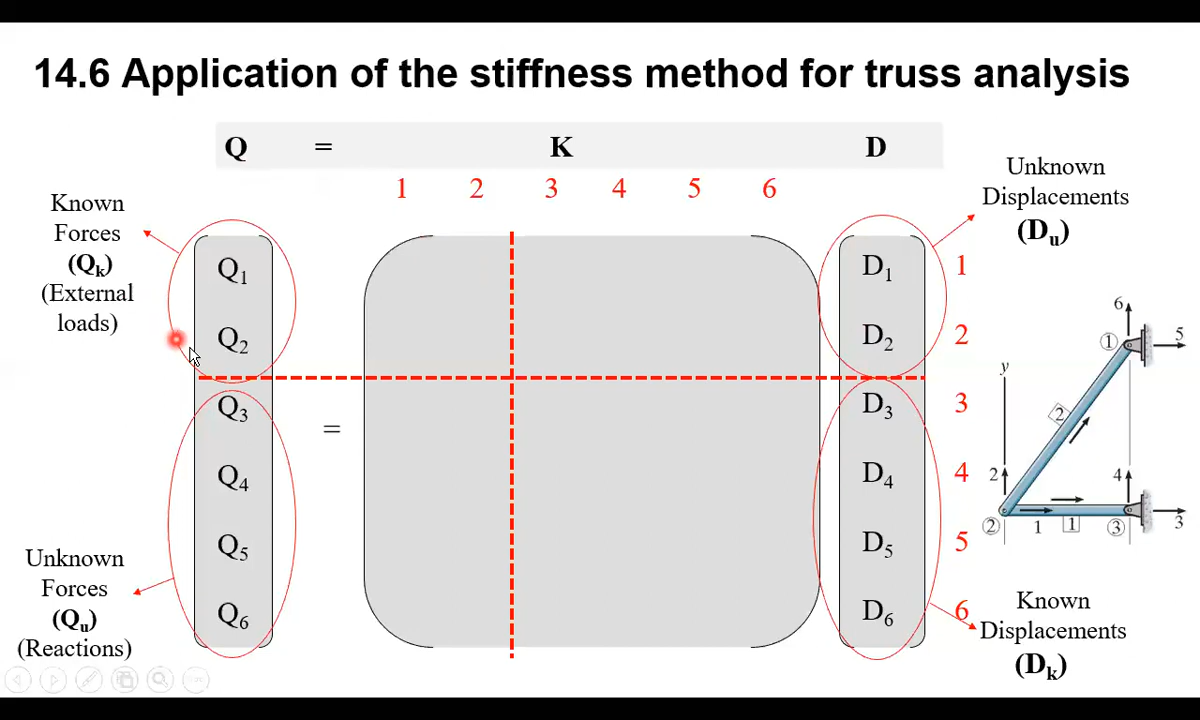 14.6 Application of the stiffness method for truss analysis
Q = K D
1 2 3 4 5 6
Known
Forces
(Qk)
(External
loads)
Unknown
Displacements
(Du)
Q1
Q2
Q3
Q4
Q5
Q6
=
D1
D2
D3
D4
D5
D6
1
2
3
4
5
6
Unknown
Forces
(Qu)
(Reactions)
Known
Displacements
(Dk)
6
1
5
y
2
2
4
2
1
1
3
3